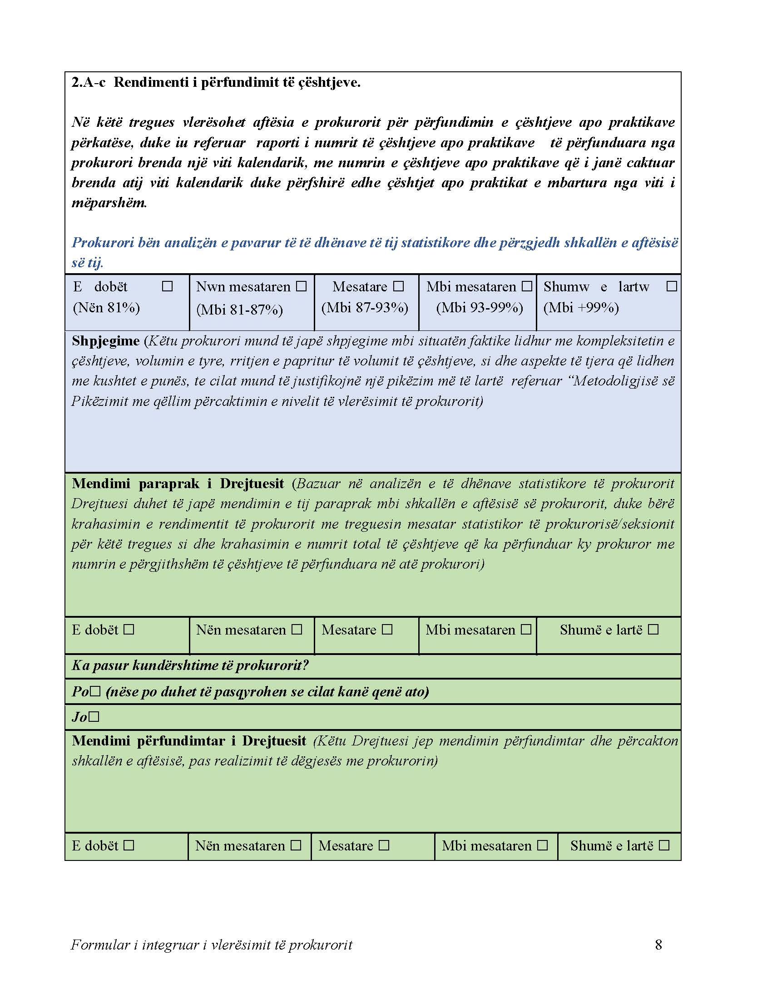 2.A-c Rendimenti i përfundimit të çështjeve.
Në këtë tregues vlerësohet aftësia e prokurorit për përfundimin e çështjeve apo praktikave
përkatëse, duke iu referuar raporti i numrit të çështjeve apo praktikave të përfunduara nga
prokurori brenda një viti kalendarik, me numrin e çështjeve apo praktikave që i janë caktuar
brenda atij viti kalendarik duke përfshirë edhe çështjet apo praktikat e mbartura nga viti i
mëparshëm.
Prokurori bën analizën e pavarur të të dhënave të tij statistikore dhe përzgjedh shkallën e aftësisë
së tij.
E dobët ☐ Nwn mesataren ☐ Mesatare ☐ Mbi mesataren ☐ Shumw e lartw ☐
(Nën 81%) (Mbi 81-87%) (Mbi 87-93%) (Mbi 93-99%) (Mbi +99%)
Shpjegime (Këtu prokurori mund të japë shpjegime mbi situatën faktike lidhur me kompleksitetin e
çështjeve, volumin e tyre, rritjen e papritur të volumit të çështjeve, si dhe aspekte të tjera që lidhen
me kushtet e punës, te cilat mund të justifikojnë një pikëzim më të lartë referuar “Metodoligjisë së
Pikëzimit me qëllim përcaktimin e nivelit të vlerësimit të prokurorit)
Mendimi paraprak i Drejtuesit (Bazuar në analizën e të dhënave statistikore të prokurorit
Drejtuesi duhet të japë mendimin e tij paraprak mbi shkallën e aftësisë së prokurorit, duke bërë
krahasimin e rendimentit të prokurorit me treguesin mesatar statistikor të prokurorisë/seksionit
për këtë tregues si dhe krahasimin e numrit total të çështjeve që ka përfunduar ky prokuror me
numrin e përgjithshëm të çështjeve të përfunduara në atë prokurori)
E dobët ☐ Nën mesataren ☐ Mesatare ☐ Mbi mesataren ☐ Shumë e lartë ☐
Ka pasur kundërshtime të prokurorit?
Po☐ (nëse po duhet të pasqyrohen se cilat kanë qenë ato)
Jo☐
Mendimi përfundimtar i Drejtuesit (Këtu Drejtuesi jep mendimin përfundimtar dhe përcakton
shkallën e aftësisë, pas realizimit të dëgjesës me prokurorin)
E dobët ☐ Nën mesataren ☐ Mesatare ☐ Mbi mesataren ☐ Shumë e lartë ☐
Formular i integruar i vlerësimit të prokurorit 8